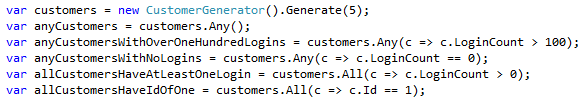 var customers = new CustomerGenerator().Generate(5);
var anyCustomers = customers.Any();
var anyCustomersWithOverOneHundredLogins = customers.Any(c => c.LoginCount > 100);
var anyCustomersWithNoLogins = customers.Any(c => c.LoginCount == 0);
var allCustomersHaveAtLeastOneLogin = customers.All(c => c.LoginCount > 0);
var allCustomersHaveIdOfOne = customers.All(c => c.Id == 1);